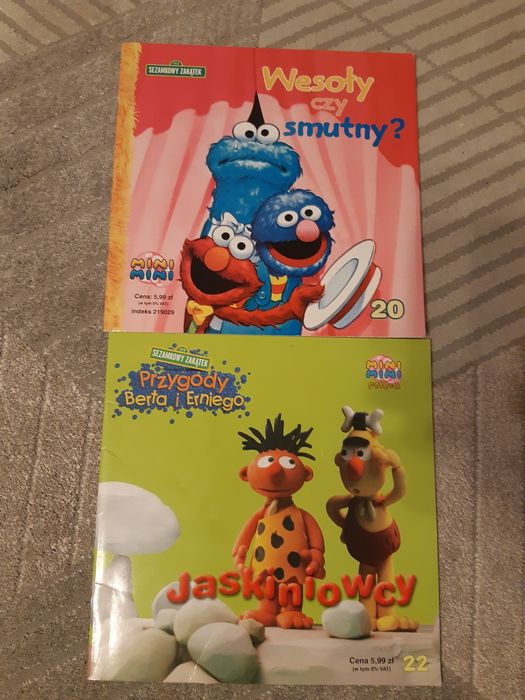 SEZAMKOWY ZAKĄTEK
Wesoły
czy
smutny?
MINI
MINI
Cena: 5,99 zł
(w tym 0% VAT)
indeks 219029
20
SEZAMKOWY ZAKĄTEK
Przygody
Berta i Erniego
MINI
MINI
Jaskiniowcy
Cena 5,99 zł
(w tym 0% VAT)
22